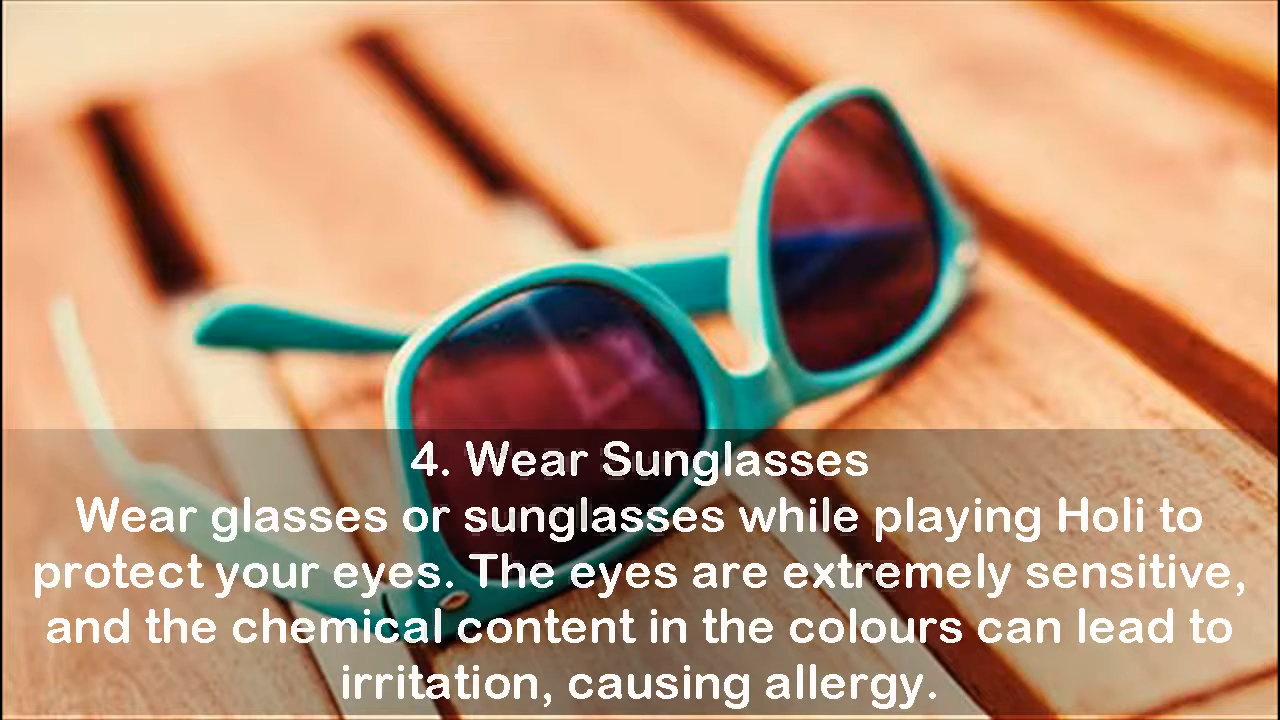 4. Wear Sunglasses
Wear glasses or sunglasses while playing Holi to
protect your eyes. The eyes are extremely sensitive,
and the chemical content in the colours can lead to
irritation, causing allergy.